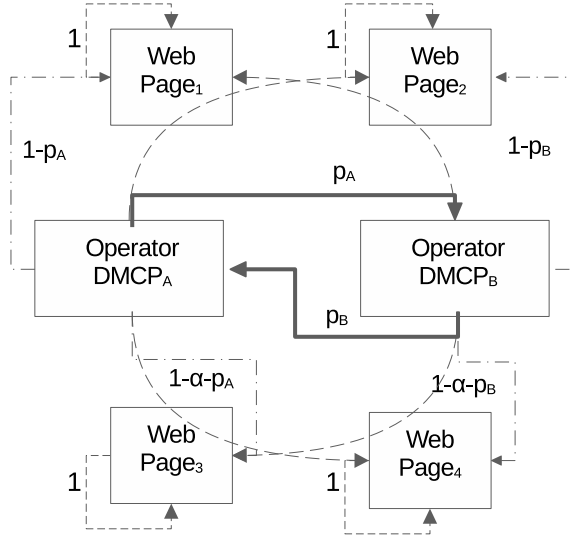 1
Web
Page₁
1
Web
Page₂
1-pA
1-pB
pA
Operator
DMCPA
Operator
DMCPB
pB
1-α-pA
1-α-pB
Web
Page₃
Web
Page₄
1
1